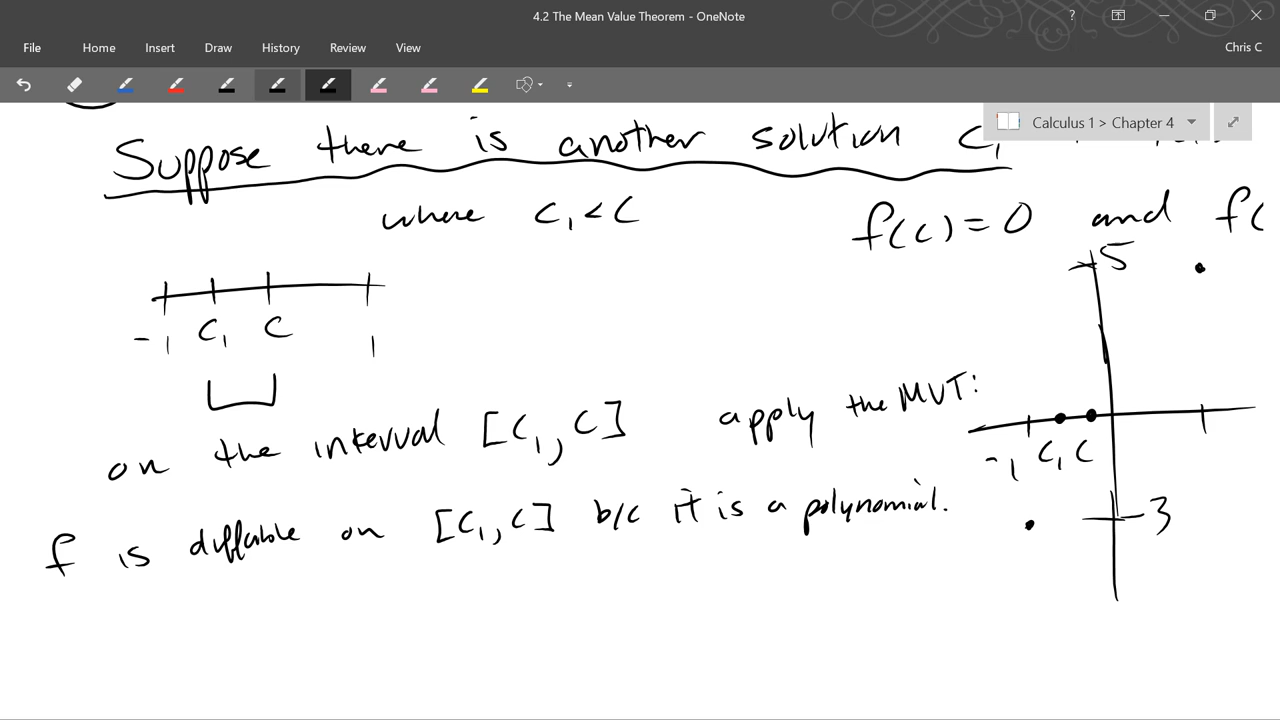 4.2 The Mean Value Theorem - OneNote
?
File Home Insert Draw History Review View
Chris C
Calculus 1 > Chapter 4
Suppose there is another solution C₁
where C₁ < C
f(c) = 0 and f(
5
-1 C₁ C 1
on the interval [C₁, C] apply the MVT:
-1 C₁ C
f is diffable on [C₁, C] b/c it is a polynomial.
-3